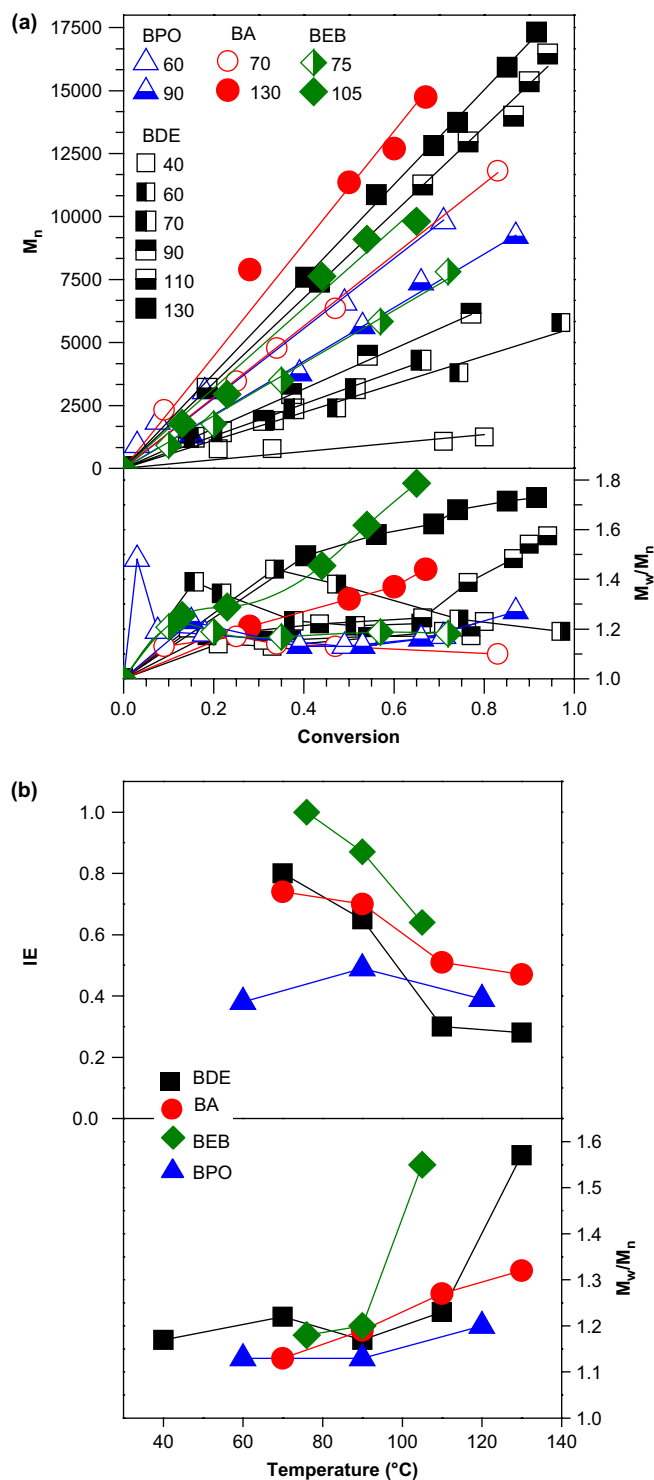 (a)
17500
15000
12500
10000
7500
5000
2500
0
Mn
BPO BA BEB
60 70 75
90 130 105
BDE
40
60
70
90
110
130
1.8
1.6
1.4
1.2
1.0
Mw/Mn
0.0 0.2 0.4 0.6 0.8 1.0
Conversion
(b)
1.0
0.8
0.6
0.4
0.2
0.0
IE
BDE
BA
BEB
BPO
1.6
1.5
1.4
1.3
1.2
1.1
1.0
Mw/Mn
40 60 80 100 120 140
Temperature (°C)